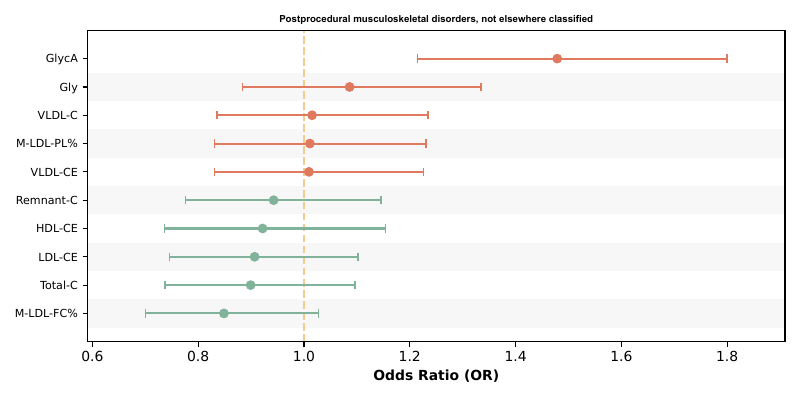 Postprocedural musculoskeletal disorders, not elsewhere classified
GlycA
Gly
VLDL-C
M-LDL-PL%
VLDL-CE
Remnant-C
HDL-CE
LDL-CE
Total-C
M-LDL-FC%
0.6 0.8 1.0 1.2 1.4 1.6 1.8
Odds Ratio (OR)